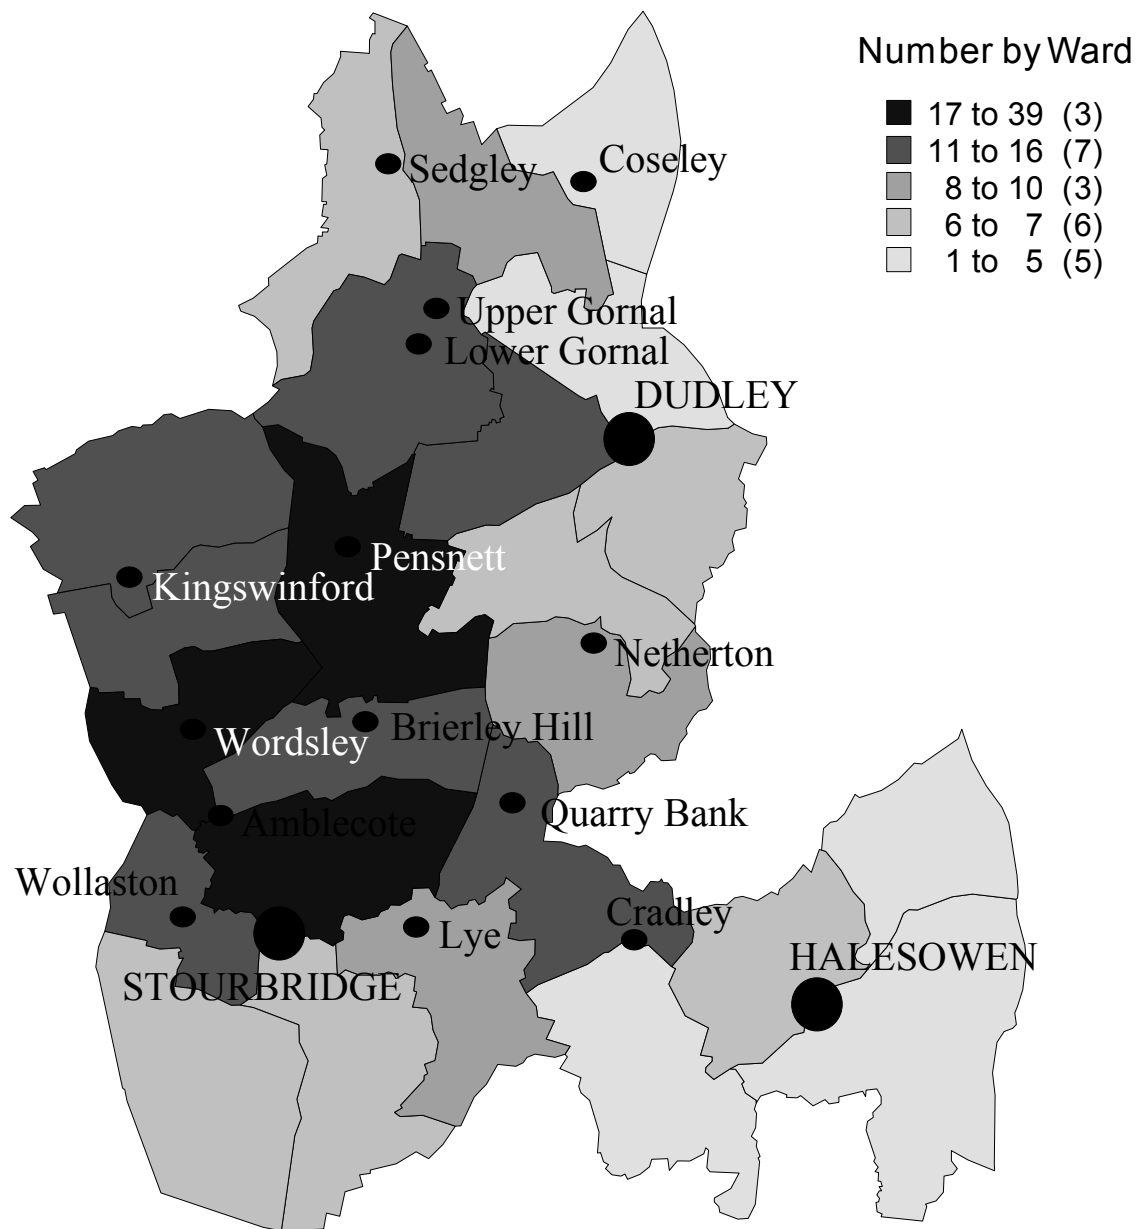 Number by Ward
17 to 39 (3)
11 to 16 (7)
8 to 10 (3)
6 to 7 (6)
1 to 5 (5)
Sedgley
Coseley
Upper Gornal
Lower Gornal
DUDLEY
Pensnett
Kingswinford
Netherton
Brierley Hill
Wordsley
Quarry Bank
Amblecote
Wollaston
Cradley
Lye
HALESOWEN
STOURBRIDGE